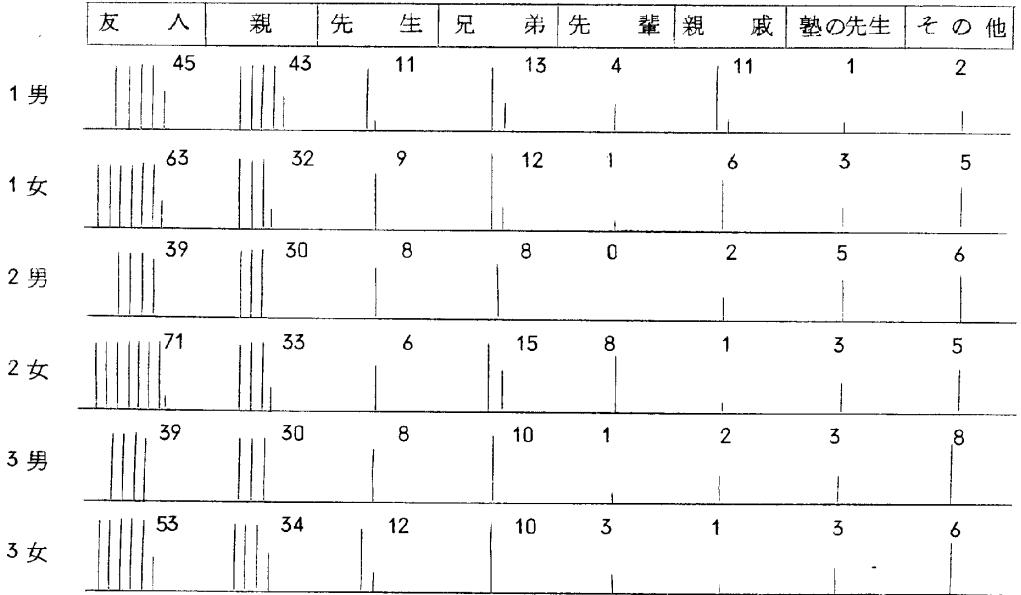 友人 親 先生 兄弟 先輩 親戚 塾の先生 その他
1男 45 43 11 13 4 11 1 2
1女 63 32 9 12 1 6 3 5
2男 39 30 8 8 0 2 5 6
2女 71 33 6 15 8 1 3 5
3男 39 30 8 10 1 2 3 8
3女 53 34 12 10 3 1 3 6